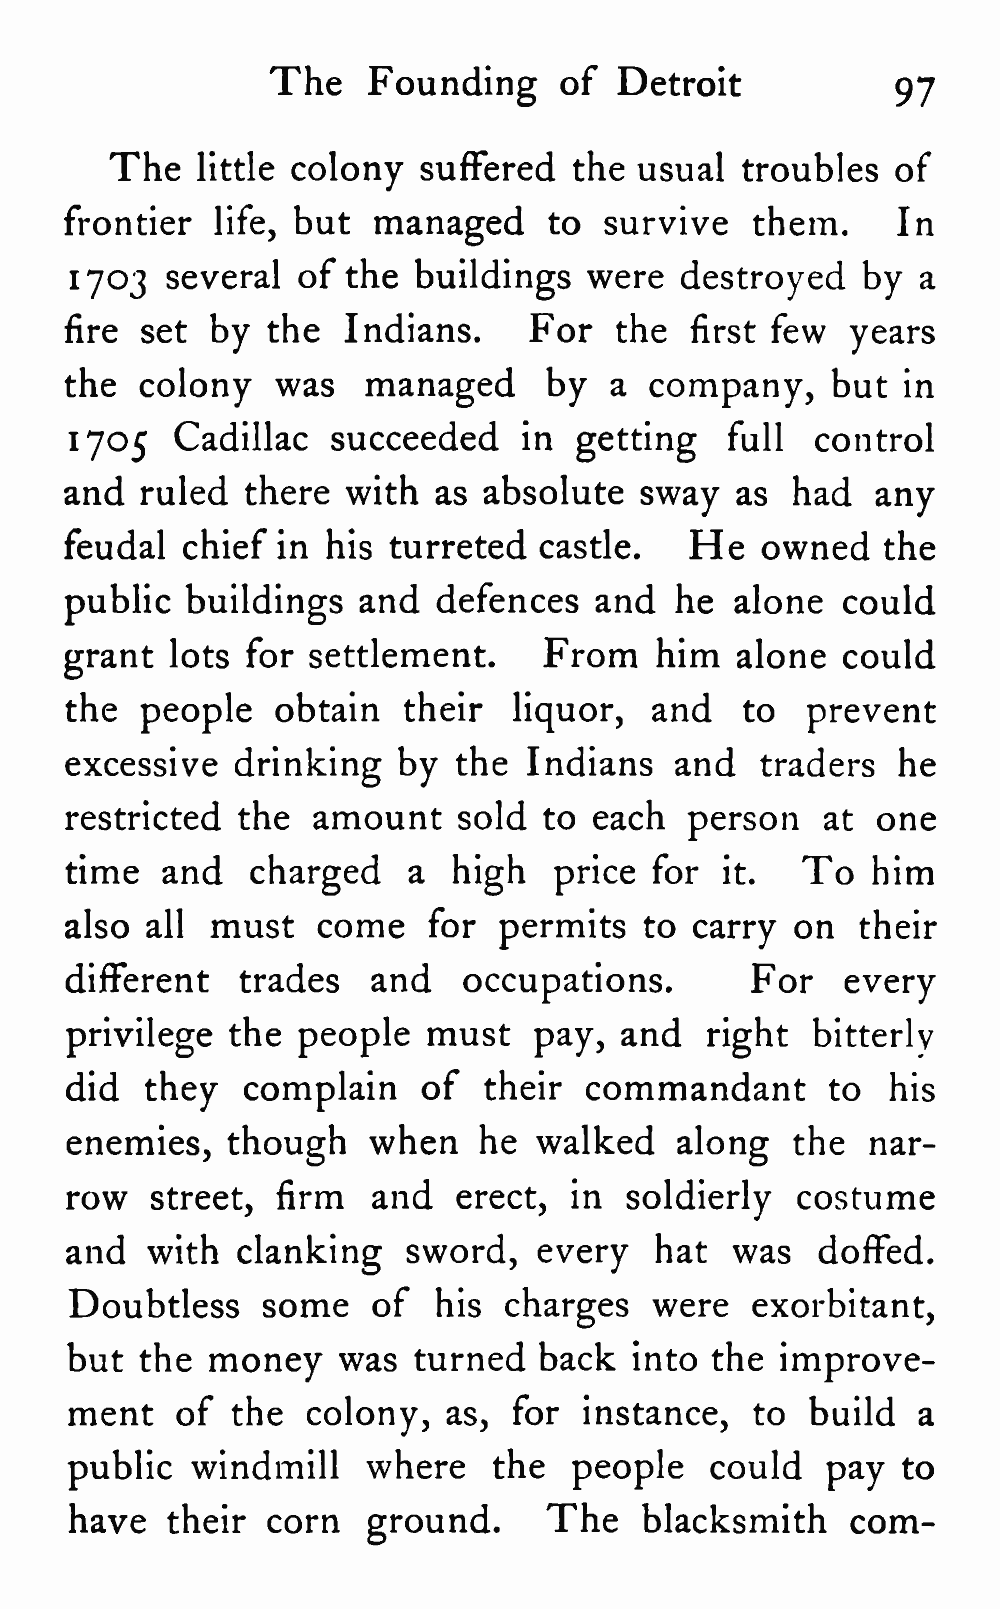 The Founding of Detroit 97
The little colony suffered the usual troubles of
frontier life, but managed to survive them. In
1703 several of the buildings were destroyed by a
fire set by the Indians. For the first few years
the colony was managed by a company, but in
1705 Cadillac succeeded in getting full control
and ruled there with as absolute sway as had any
feudal chief in his turreted castle. He owned the
public buildings and defences and he alone could
grant lots for settlement. From him alone could
the people obtain their liquor, and to prevent
excessive drinking by the Indians and traders he
restricted the amount sold to each person at one
time and charged a high price for it. To him
also all must come for permits to carry on their
different trades and occupations. For every
privilege the people must pay, and right bitterly
did they complain of their commandant to his
enemies, though when he walked along the nar-
row street, firm and erect, in soldierly costume
and with clanking sword, every hat was doffed.
Doubtless some of his charges were exorbitant,
but the money was turned back into the improve-
ment of the colony, as, for instance, to build a
public windmill where the people could pay to
have their corn ground. The blacksmith com-